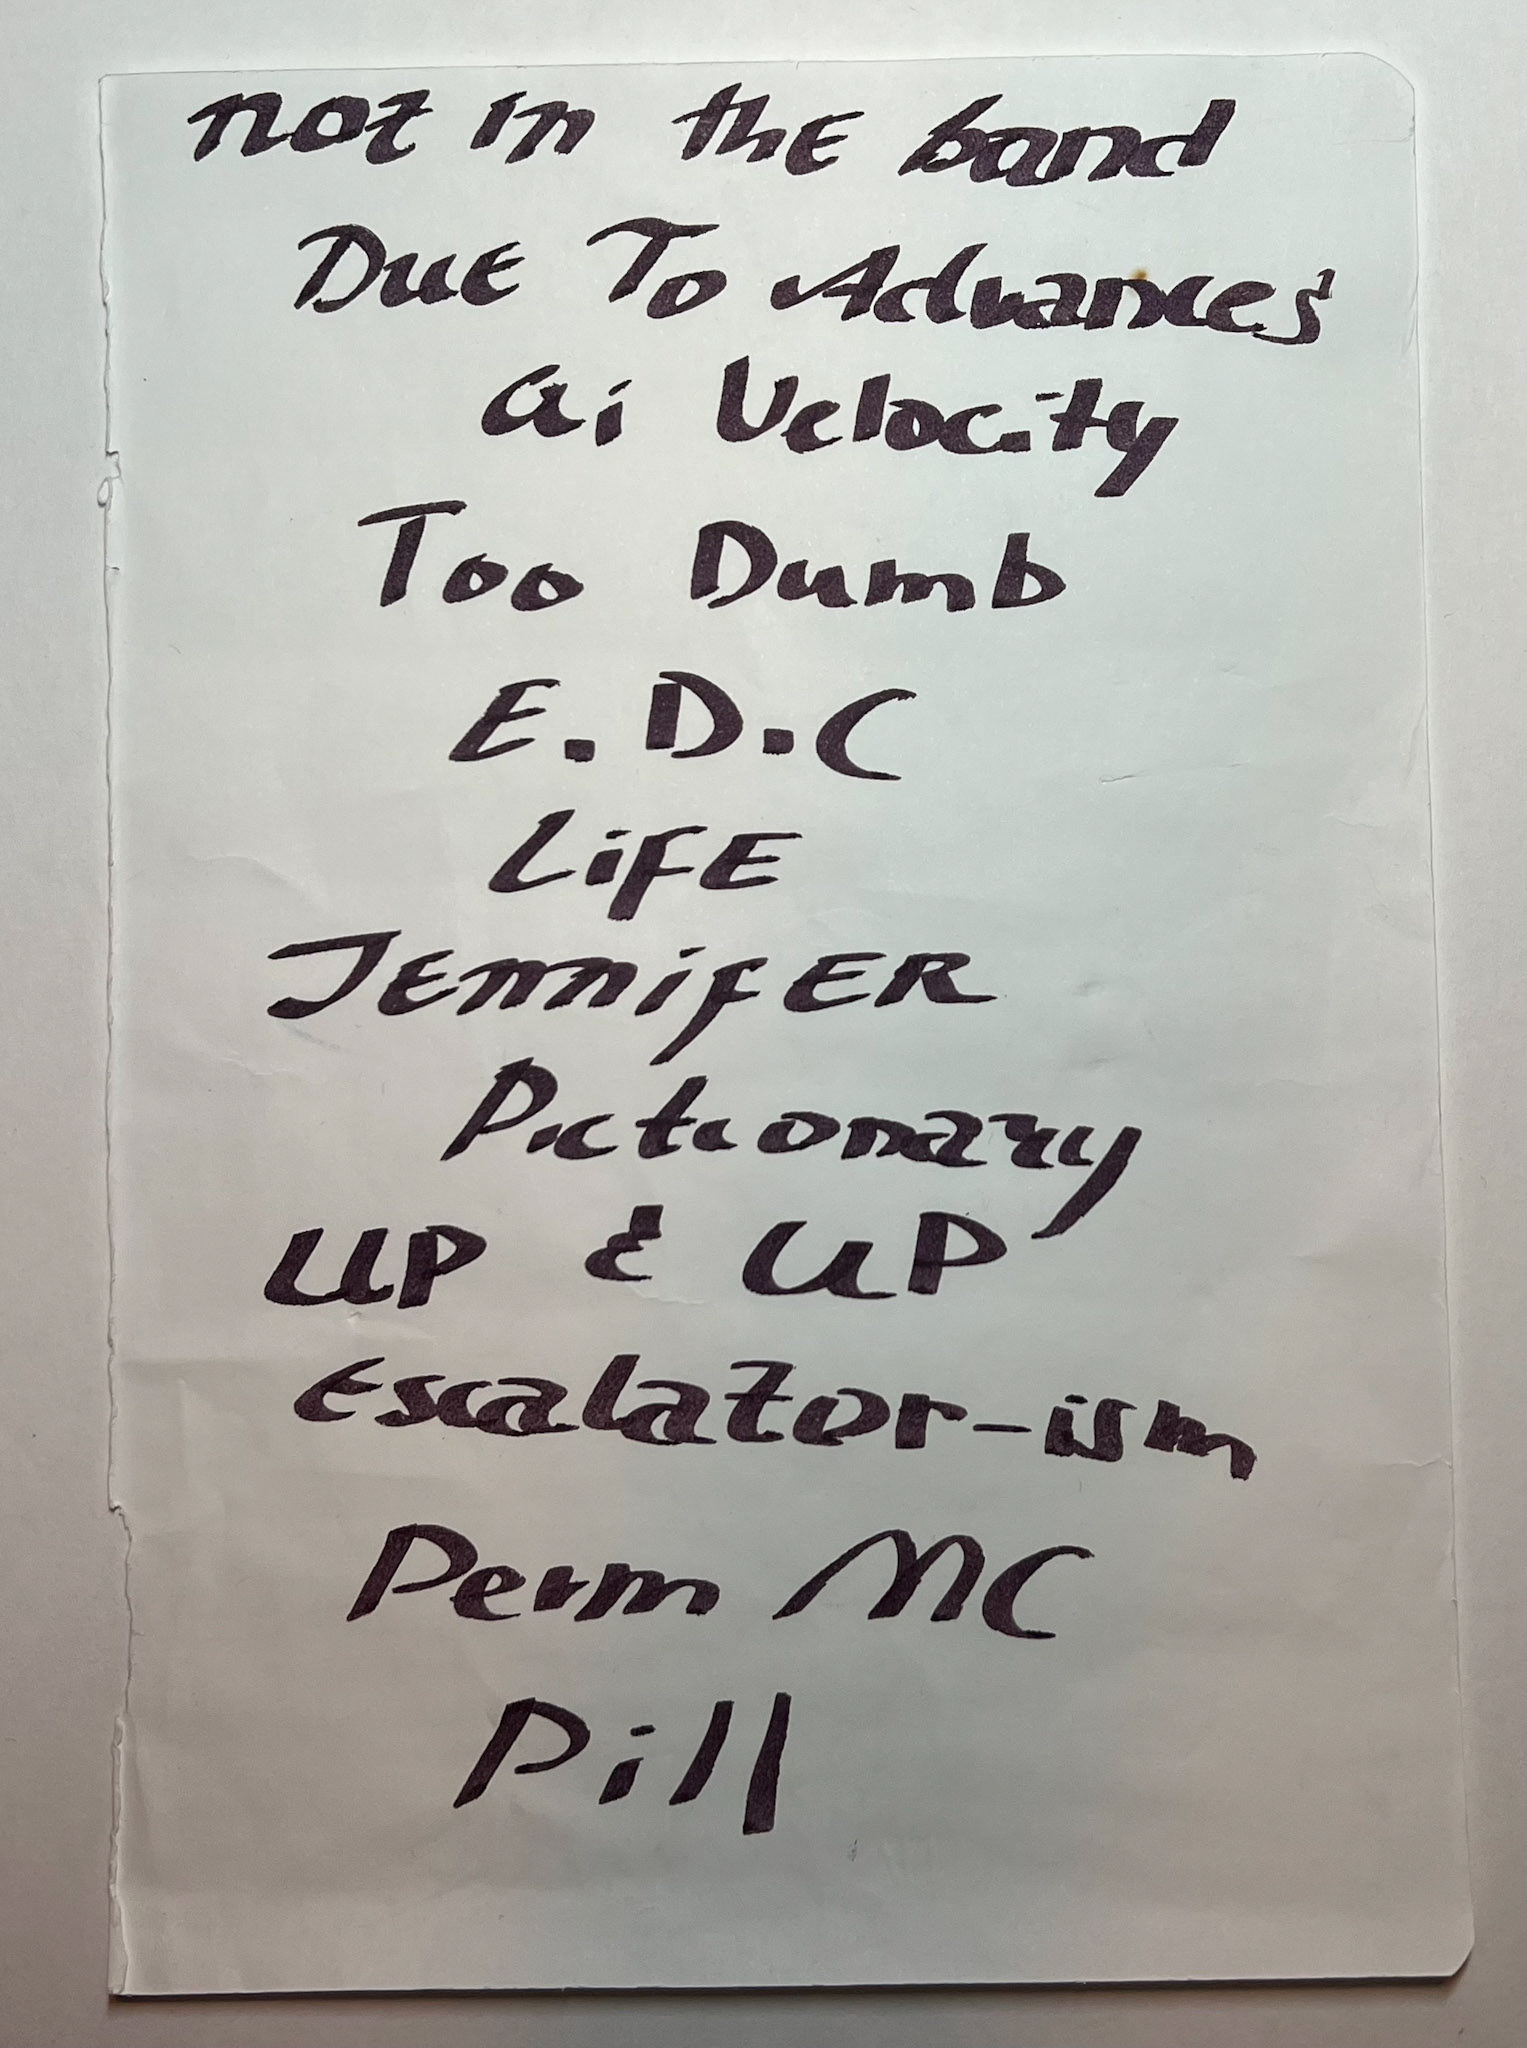 not in the band
Due To Advances
ai Velocity
Too Dumb
E.D.C
LifE
JEnnifER
Pictionary
UP & UP
Escalator-ism
Perm MC
Pill